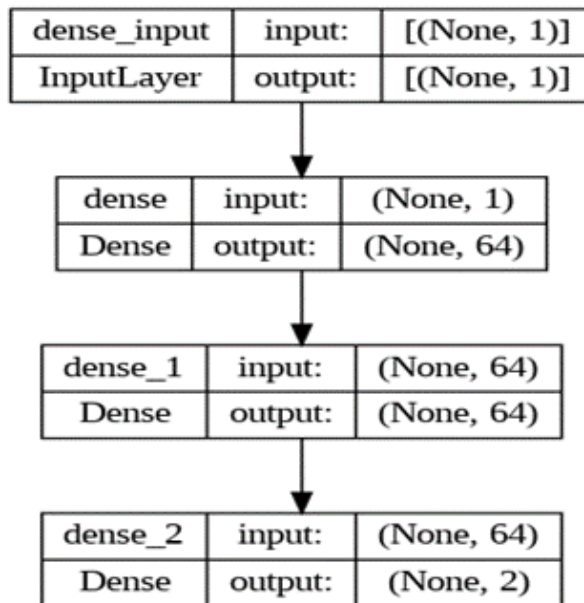 dense_input input: [(None, 1)]
InputLayer output: [(None, 1)]
dense input: (None, 1)
Dense output: (None, 64)
dense_1 input: (None, 64)
Dense output: (None, 64)
dense_2 input: (None, 64)
Dense output: (None, 2)